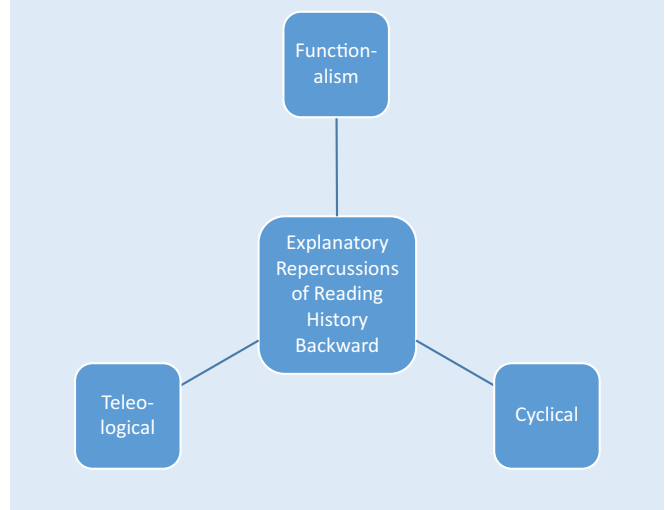 Function-
alism
Explanatory
Repercussions
of Reading
History
Backward
Teleo-
logical
Cyclical